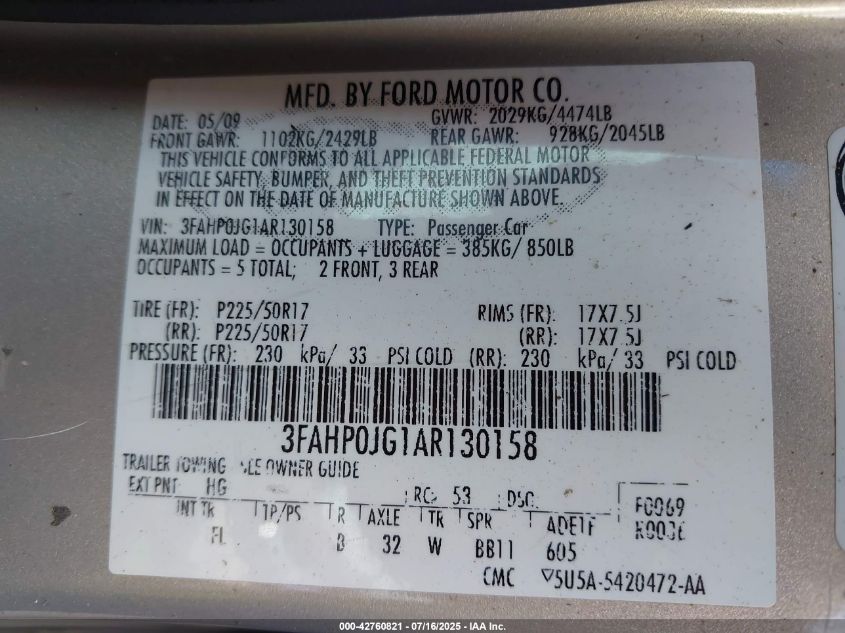 MFD. BY FORD MOTOR CO.
DATE: 05/09 GVWR: 2029KG/4474LB
FRONT GAWR: 1102KG/2429LB REAR GAWR: 928KG/2045LB
THIS VEHICLE CONFORMS TO ALL APPLICABLE FEDERAL MOTOR
VEHICLE SAFETY, BUMPER, AND THEFT PREVENTION STANDARDS
IN EFFECT ON THE DATE OF MANUFACTURE SHOWN ABOVE.
VIN: 3FAHP0JG1AR130158 TYPE: Passenger Car
MAXIMUM LOAD = OCCUPANTS + LUGGAGE = 385KG/ 850LB
OCCUPANTS = 5 TOTAL; 2 FRONT, 3 REAR
TIRE (FR): P225/50R17 RIMS (FR): 17X7.5J
(RR): P225/50R17 (RR): 17X7.5J
PRESSURE (FR): 230 kPa/ 33 PSI COLD (RR): 230 kPa/ 33 PSI COLD
3FAHP0JG1AR130158
TRAILER TOWING OWNER GUIDE
EXT PNT: HG RC: 53 DSO:
INT TR TP/PS R AXLE TR SPR
FL B 32 W BB11 605
CMC ▽5U5A-5420472-AA
000-42760821 - 07/16/2025 - IAA Inc.